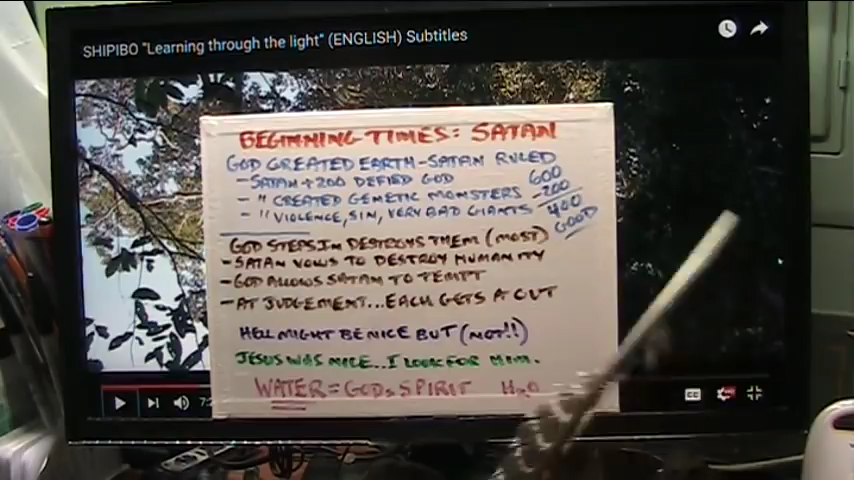 SHIPIBO "Learning through the light" (ENGLISH) Subtitles
BEGINNING TIMES: SATAN
GOD CREATED EARTH-SATAN RULED
-SATAN+200 DEFIED GOD
- " CREATED GENETIC MONSTERS
- " VIOLENCE, SIN, VERY BAD GIANTS
600
-200
400
GOOD
GOD STEPS IN DESTROYS THEM (MOST)
-SATAN VOWS TO DESTROY HUMANITY
-GOD ALLOWS SATAN TO TEMPT
-AT JUDGEMENT...EACH GETS A CUT
HELL MIGHT BE NICE BUT (NOT!!)
JESUS WAS NICE...I LOOK FOR HIM.
WATER=GODS SPIRIT H2O